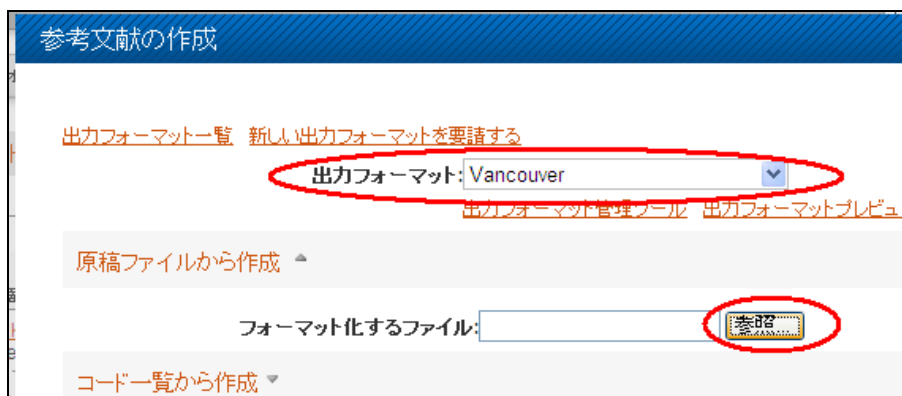 参考文献の作成
出力フォーマット一覧 新しい出力フォーマットを要請する
出力フォーマット: Vancouver
出力フォーマット管理ツール 出力フォーマットプレビュ
原稿ファイルから作成
フォーマット化するファイル: 参照...
コード一覧から作成